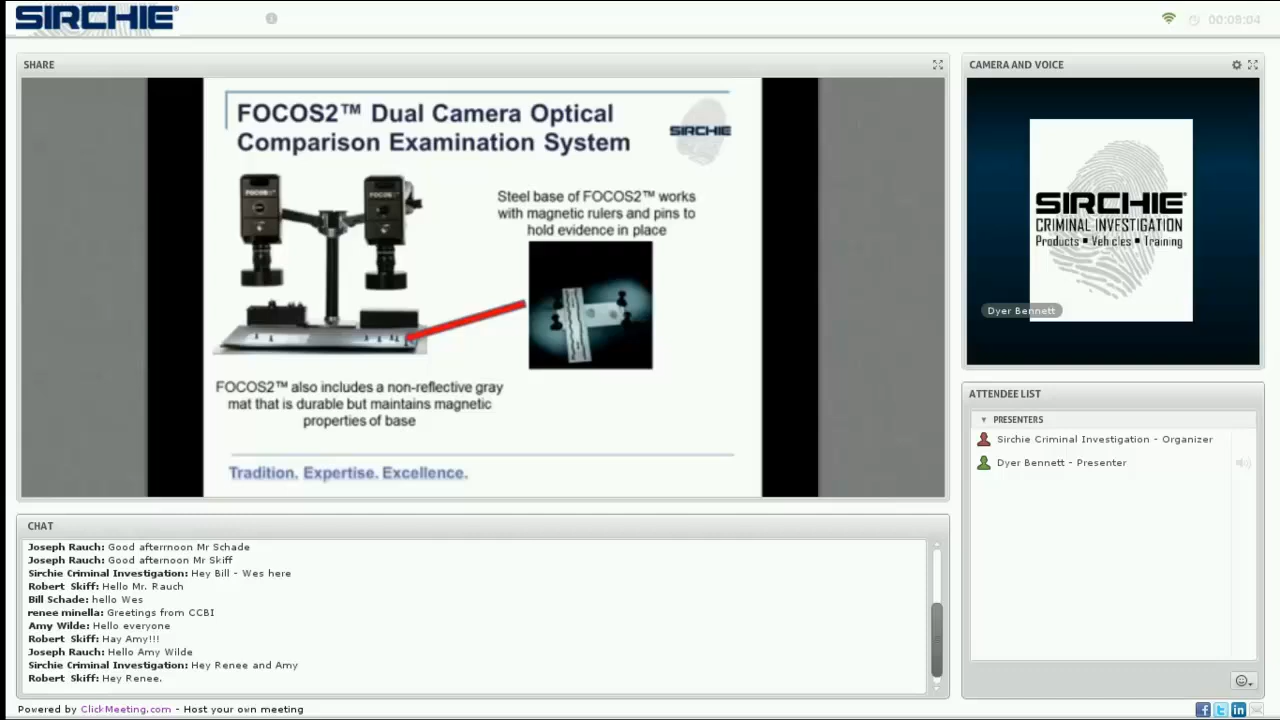 SIRCHIE
00:09:04
SHARE
FOCOS2™ Dual Camera Optical
Comparison Examination System
SIRCHIE
Steel base of FOCOS2™ works
with magnetic rulers and pins to
hold evidence in place
FOCOS2™ also includes a non-reflective gray
mat that is durable but maintains magnetic
properties of base
Tradition. Expertise. Excellence.
CAMERA AND VOICE
SIRCHIE
CRIMINAL INVESTIGATION
Products ▪ Vehicles ▪ Training
Dyer Bennett
ATTENDEE LIST
PRESENTERS
Sirchie Criminal Investigation - Organizer
Dyer Bennett - Presenter
CHAT
Joseph Rauch: Good afterrnoon Mr Schade
Joseph Rauch: Good afternoon Mr Skiff
Sirchie Criminal Investigation: Hey Bill - Wes here
Robert Skiff: Hello Mr. Rauch
Bill Schade: hello Wes
renee minella: Greetings from CCBI
Amy Wilde: Hello everyone
Robert Skiff: Hay Amy!!!
Joseph Rauch: Hello Amy Wilde
Sirchie Criminal Investigation: Hey Renee and Amy
Robert Skiff: Hey Renee.
Powered by ClickMeeting.com - Host your own meeting